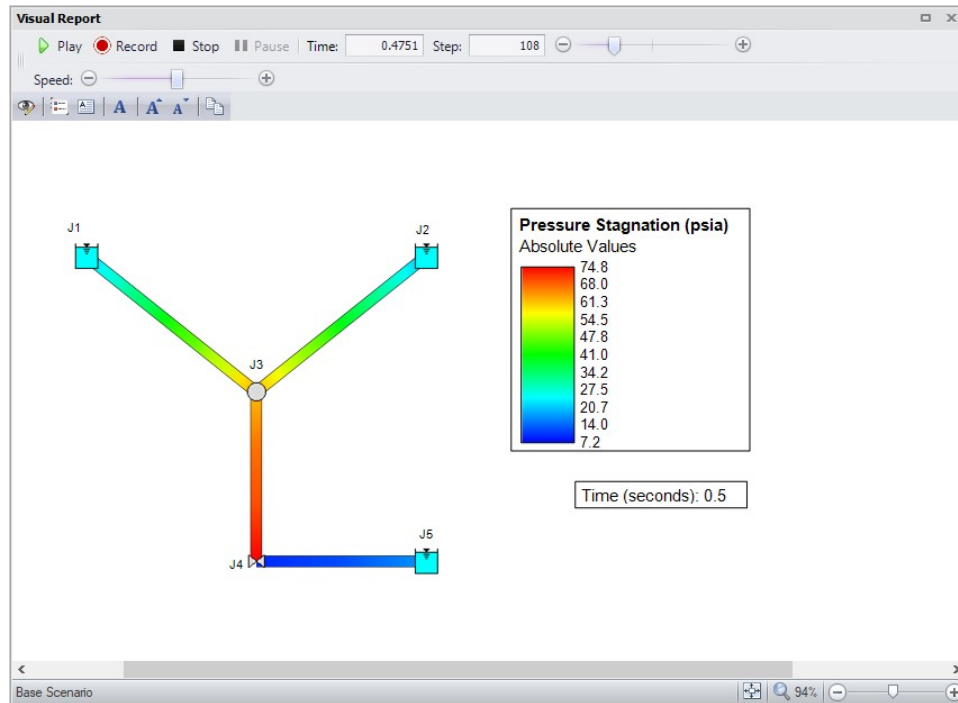 Visual Report
Play Record Stop Pause Time: 0.4751 Step: 108
Speed:
A A A A
J1
J2
J3
J4
J5
Pressure Stagnation (psia)
Absolute Values
74.8
68.0
61.3
54.5
47.8
41.0
34.2
27.5
20.7
14.0
7.2
Time (seconds): 0.5
Base Scenario 94%